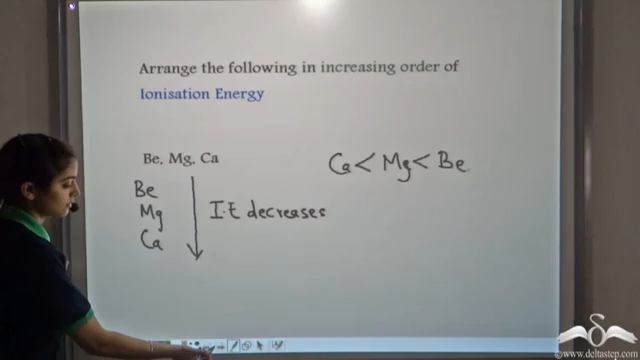 Arrange the following in increasing order of
Ionisation Energy
Be, Mg, Ca
Ca < Mg < Be
Be
Mg
Ca
I.E decreases
© www.deltastep.com